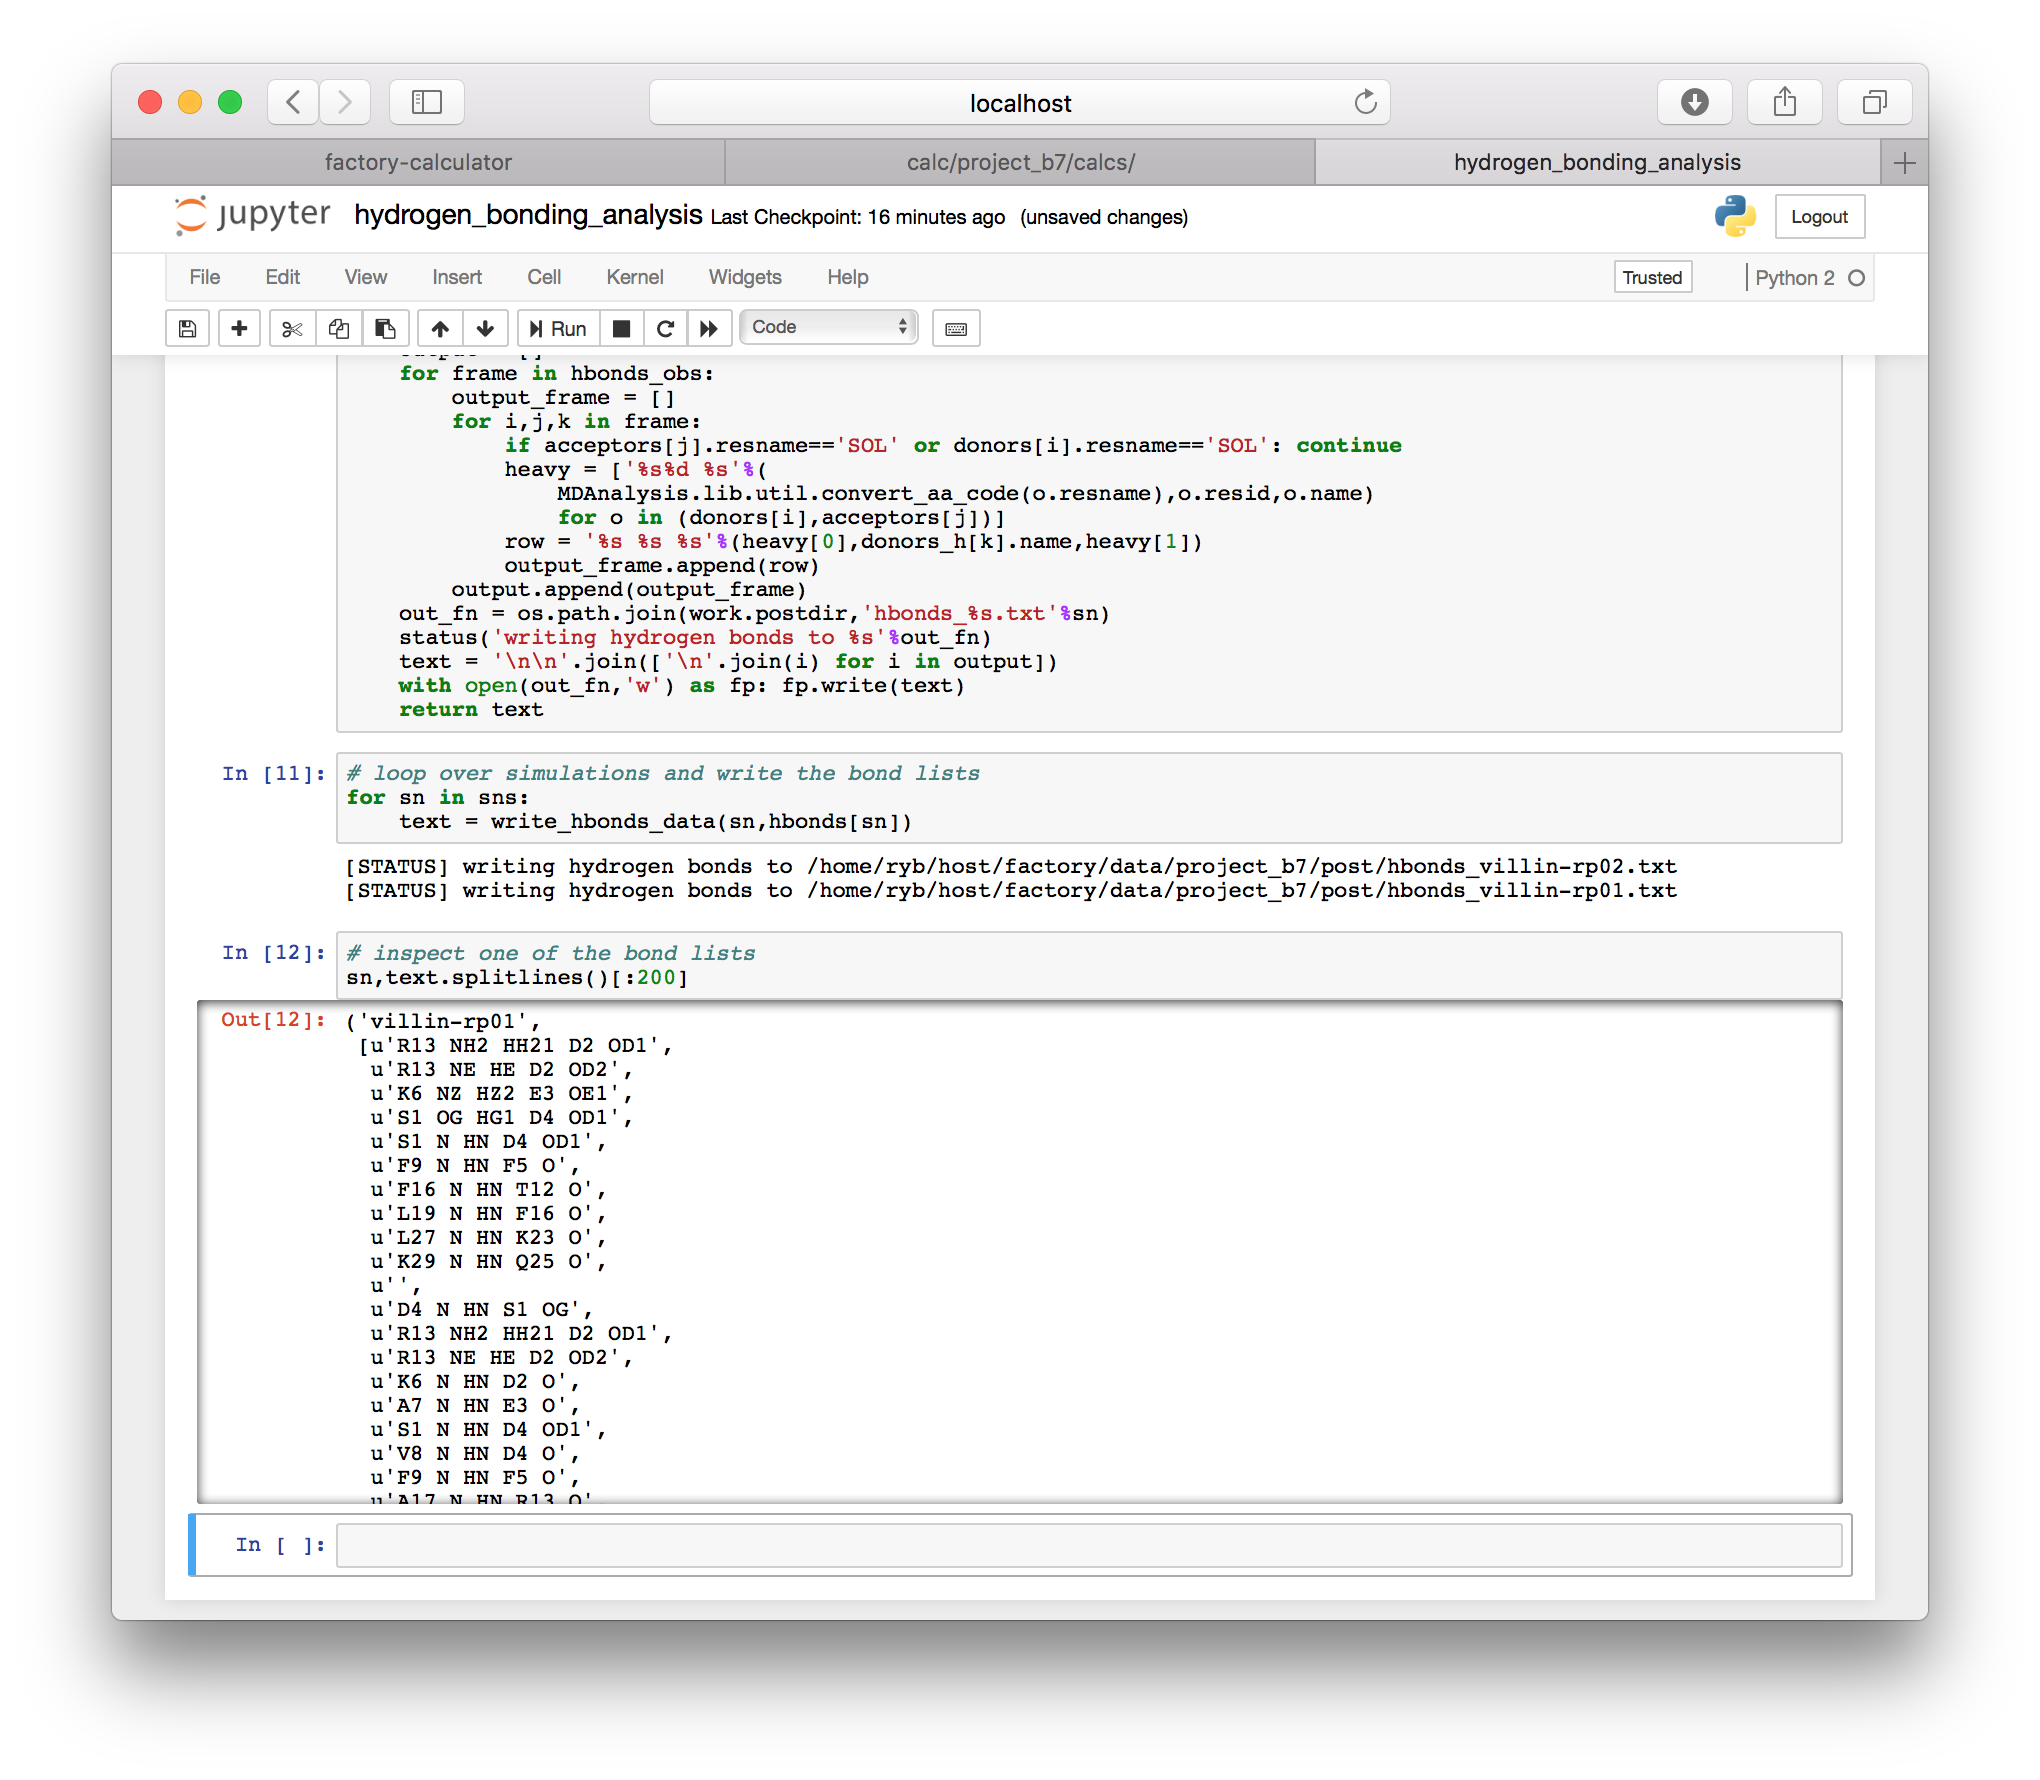 localhost
factory-calculator
calc/project_b7/calcs/
hydrogen_bonding_analysis
jupyter hydrogen_bonding_analysis Last Checkpoint: 16 minutes ago (unsaved changes)
Logout
File Edit View Insert Cell Kernel Widgets Help
Trusted
Python 2
Run
Code
    for frame in hbonds_obs:
        output_frame = []
        for i,j,k in frame:
            if acceptors[j].resname=='SOL' or donors[i].resname=='SOL': continue
            heavy = ['%s%d %s'%(
                MDAnalysis.lib.util.convert_aa_code(o.resname),o.resid,o.name)
                for o in (donors[i],acceptors[j])]
            row = '%s %s %s'%(heavy[0],donors_h[k].name,heavy[1])
            output_frame.append(row)
        output.append(output_frame)
    out_fn = os.path.join(work.postdir,'hbonds_%s.txt'%sn)
    status('writing hydrogen bonds to %s'%out_fn)
    text = '\n\n'.join(['\n'.join(i) for i in output])
    with open(out_fn,'w') as fp: fp.write(text)
    return text
In [11]:
# loop over simulations and write the bond lists
for sn in sns:
    text = write_hbonds_data(sn,hbonds[sn])
[STATUS] writing hydrogen bonds to /home/ryb/host/factory/data/project_b7/post/hbonds_villin-rp02.txt
[STATUS] writing hydrogen bonds to /home/ryb/host/factory/data/project_b7/post/hbonds_villin-rp01.txt
In [12]:
# inspect one of the bond lists
sn,text.splitlines()[:200]
Out[12]:
('villin-rp01',
 [u'R13 NH2 HH21 D2 OD1',
  u'R13 NE HE D2 OD2',
  u'K6 NZ HZ2 E3 OE1',
  u'S1 OG HG1 D4 OD1',
  u'S1 N HN D4 OD1',
  u'F9 N HN F5 O',
  u'F16 N HN T12 O',
  u'L19 N HN F16 O',
  u'L27 N HN K23 O',
  u'K29 N HN Q25 O',
  u'',
  u'D4 N HN S1 OG',
  u'R13 NH2 HH21 D2 OD1',
  u'R13 NE HE D2 OD2',
  u'K6 N HN D2 O',
  u'A7 N HN E3 O',
  u'S1 N HN D4 OD1',
  u'V8 N HN D4 O',
  u'F9 N HN F5 O',
  u'A17 N HN R13 O'
In [ ]: